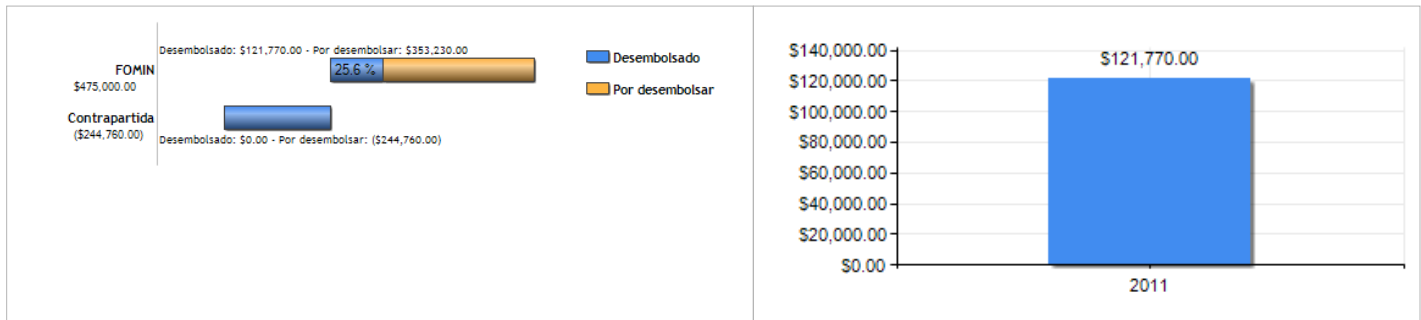 Desembolsado: $121,770.00 - Por desembolsar: $353,230.00
FOMIN
$475,000.00
25.6 %
Contrapartida
($244,760.00)
Desembolsado: $0.00 - Por desembolsar: ($244,760.00)
Desembolsado
Por desembolsar
$140,000.00
$120,000.00
$100,000.00
$80,000.00
$60,000.00
$40,000.00
$20,000.00
$0.00
$121,770.00
2011